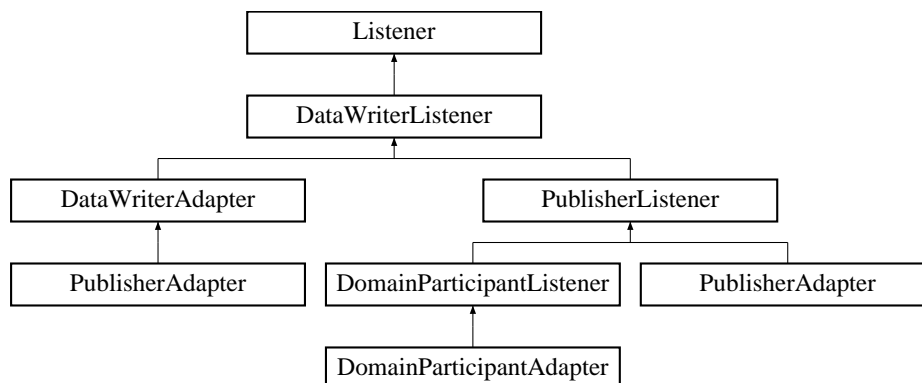 Listener
DataWriterListener
DataWriterAdapter
PublisherListener
PublisherAdapter
DomainParticipantListener
PublisherAdapter
DomainParticipantAdapter